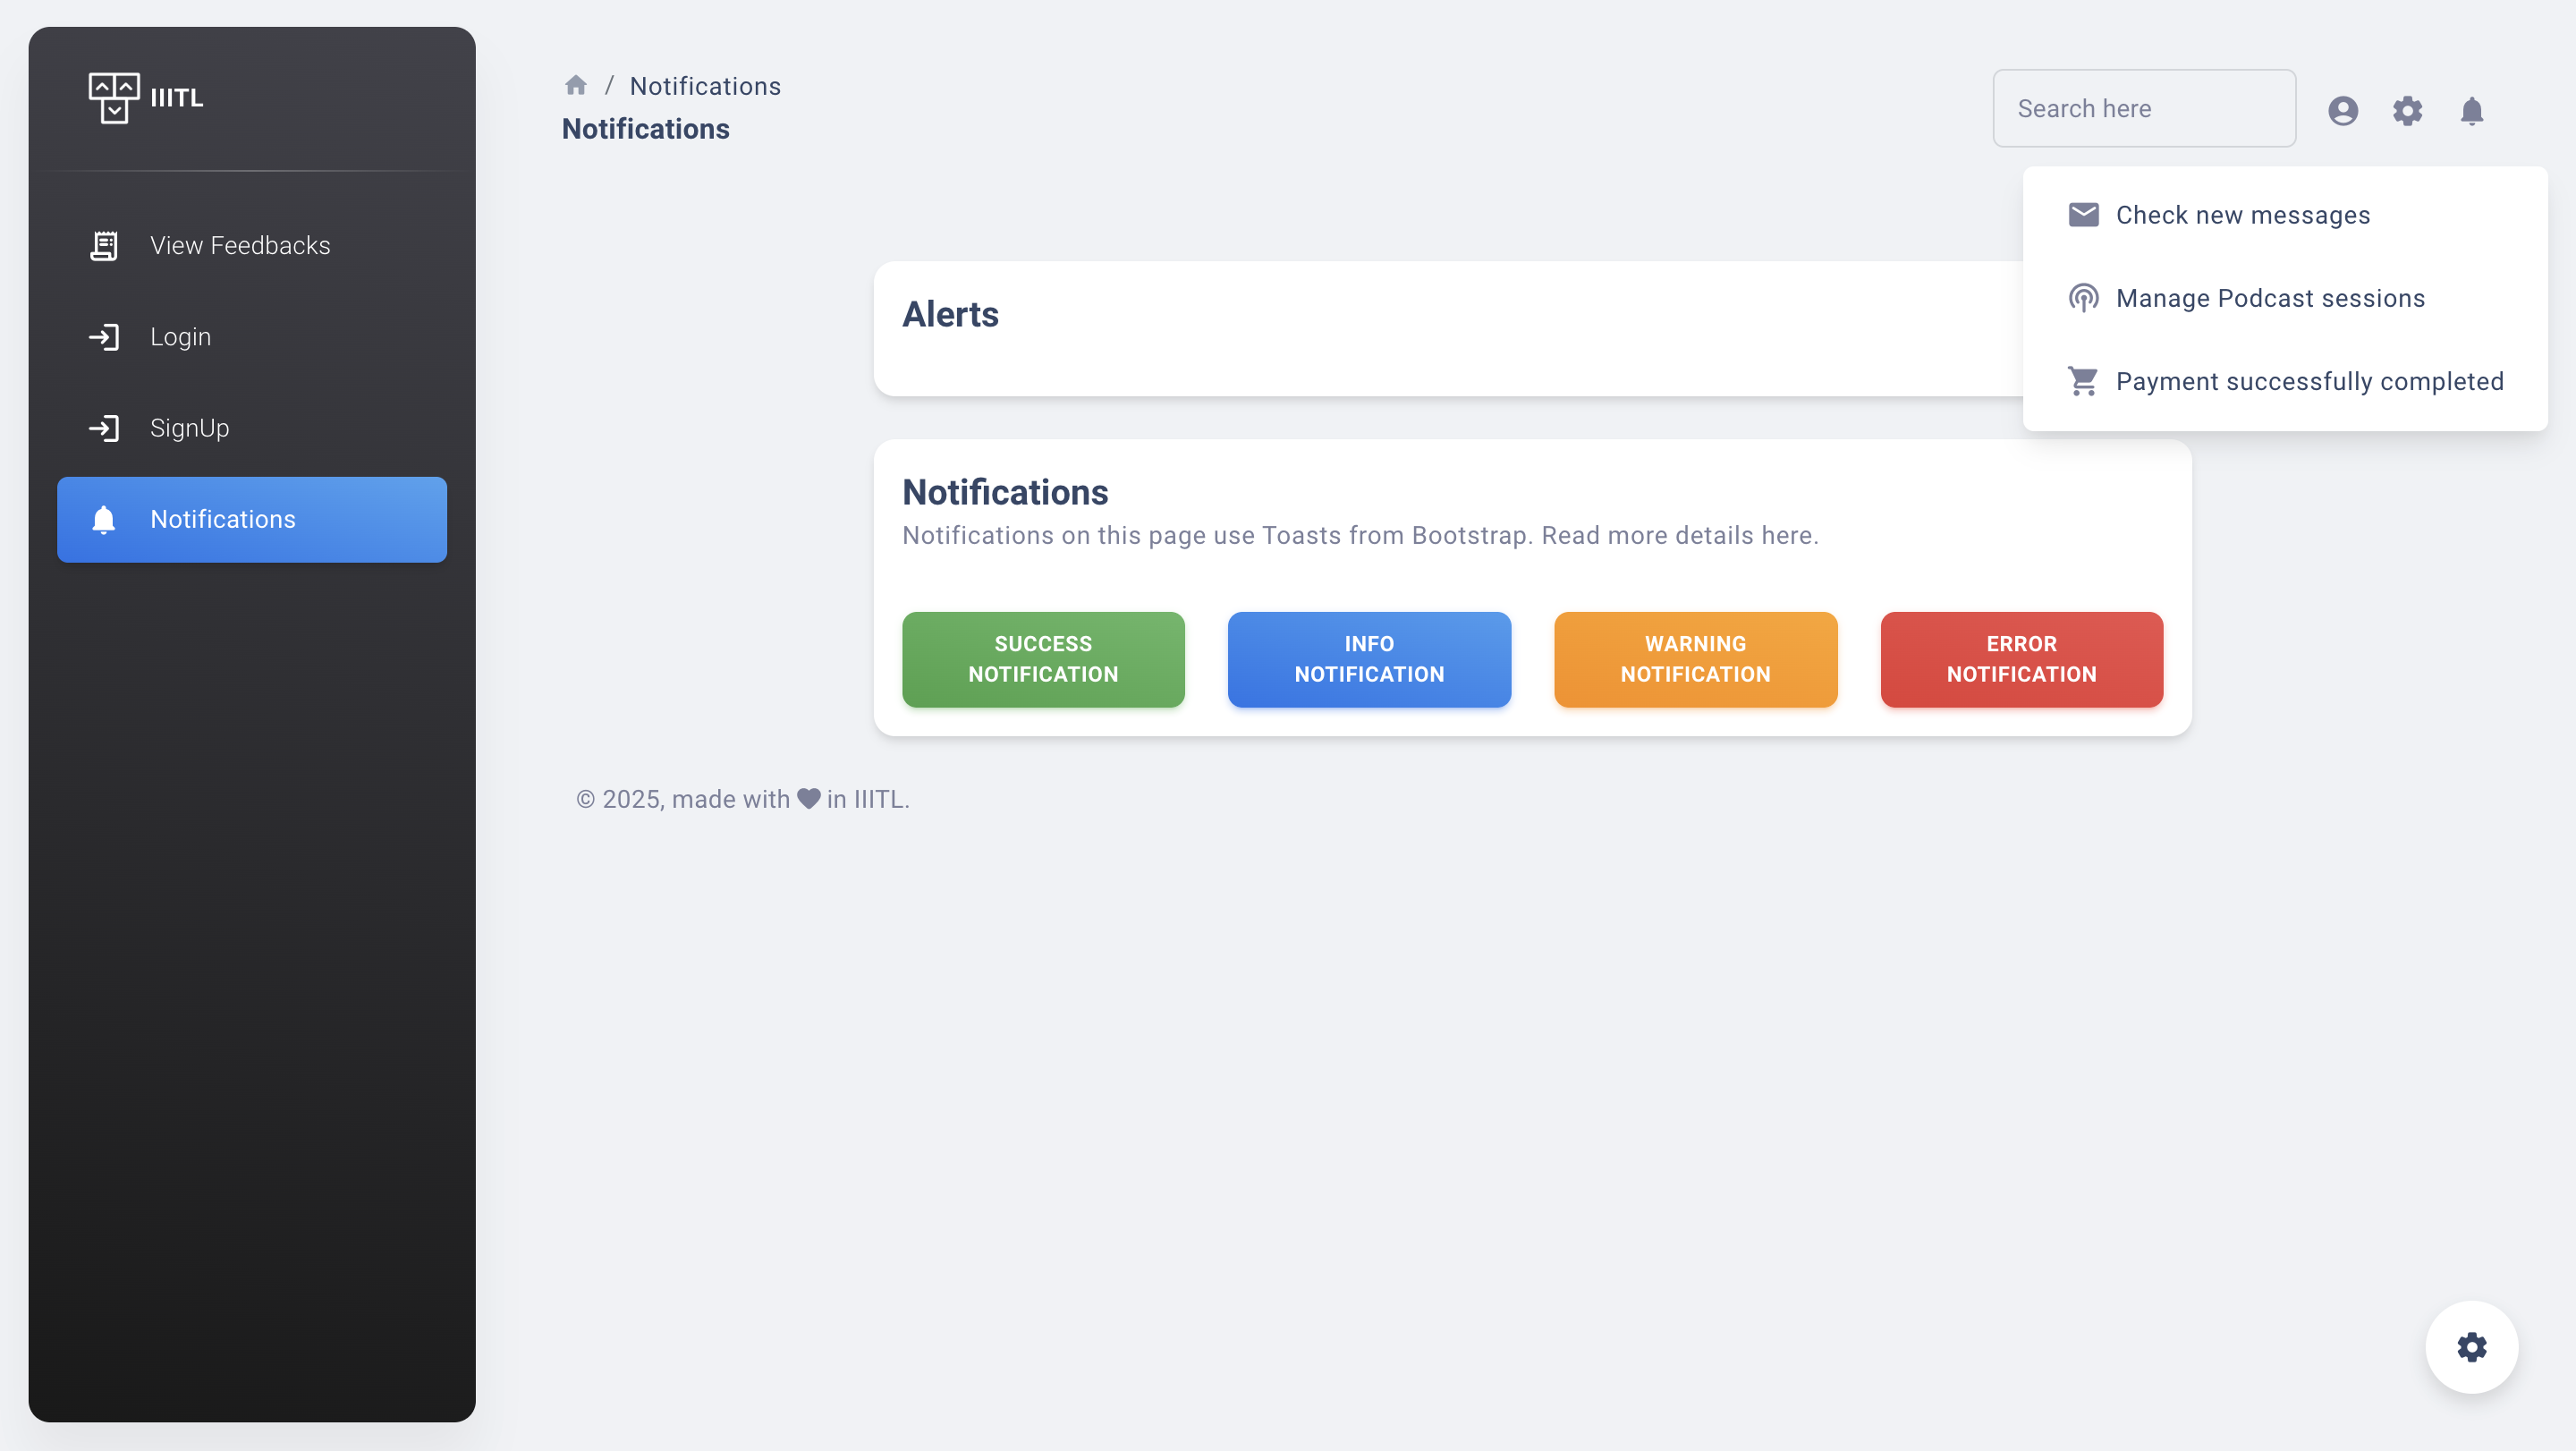 IIITL
View Feedbacks
Login
SignUp
Notifications
/ Notifications
Notifications
Search here
Check new messages
Manage Podcast sessions
Payment successfully completed
Alerts
Notifications
Notifications on this page use Toasts from Bootstrap. Read more details here.
SUCCESS
NOTIFICATION
INFO
NOTIFICATION
WARNING
NOTIFICATION
ERROR
NOTIFICATION
© 2025, made with in IIITL.